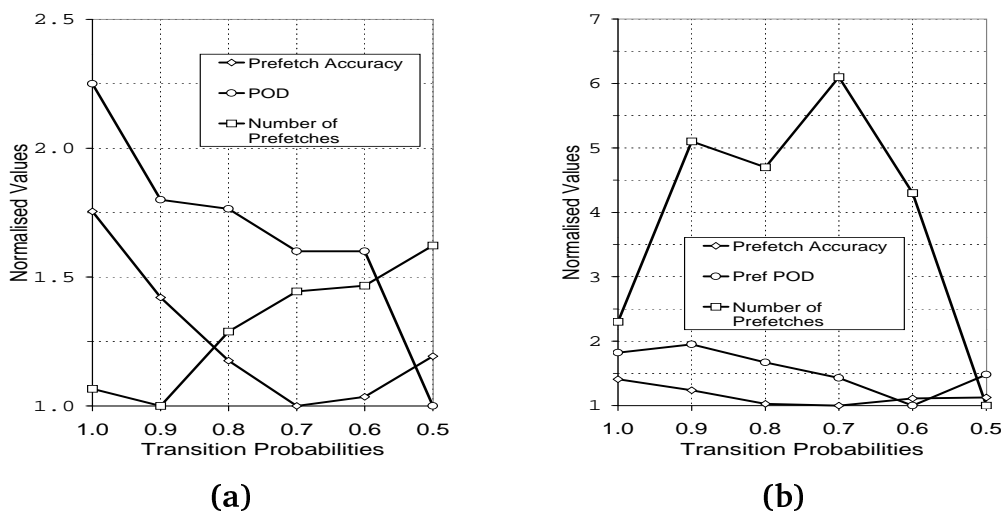 2.5
2.0
1.5
1.0
Normalised Values
Prefetch Accuracy
POD
Number of
Prefetches
1.0 0.9 0.8 0.7 0.6 0.5
Transition Probabilities
(a)
7
6
5
4
3
2
1
Normalised Values
Prefetch Accuracy
Pref POD
Number of
Prefetches
1.0 0.9 0.8 0.7 0.6 0.5
Transition Probabilities
(b)